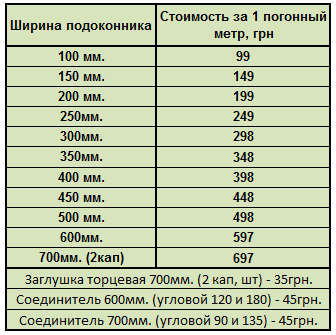 Ширина подоконника Стоимость за 1 погонный
метр, грн
100 мм. 99
150 мм. 149
200 мм. 199
250мм. 249
300мм. 298
350мм. 348
400 мм. 398
450 мм. 448
500 мм. 498
600мм. 597
700мм. (2кап) 697
Заглушка торцевая 700мм. (2 кап, шт) - 35грн.
Соединитель 600мм. (угловой 120 и 180) - 45грн.
Соединитель 700мм. (угловой 90 и 135) - 45грн.